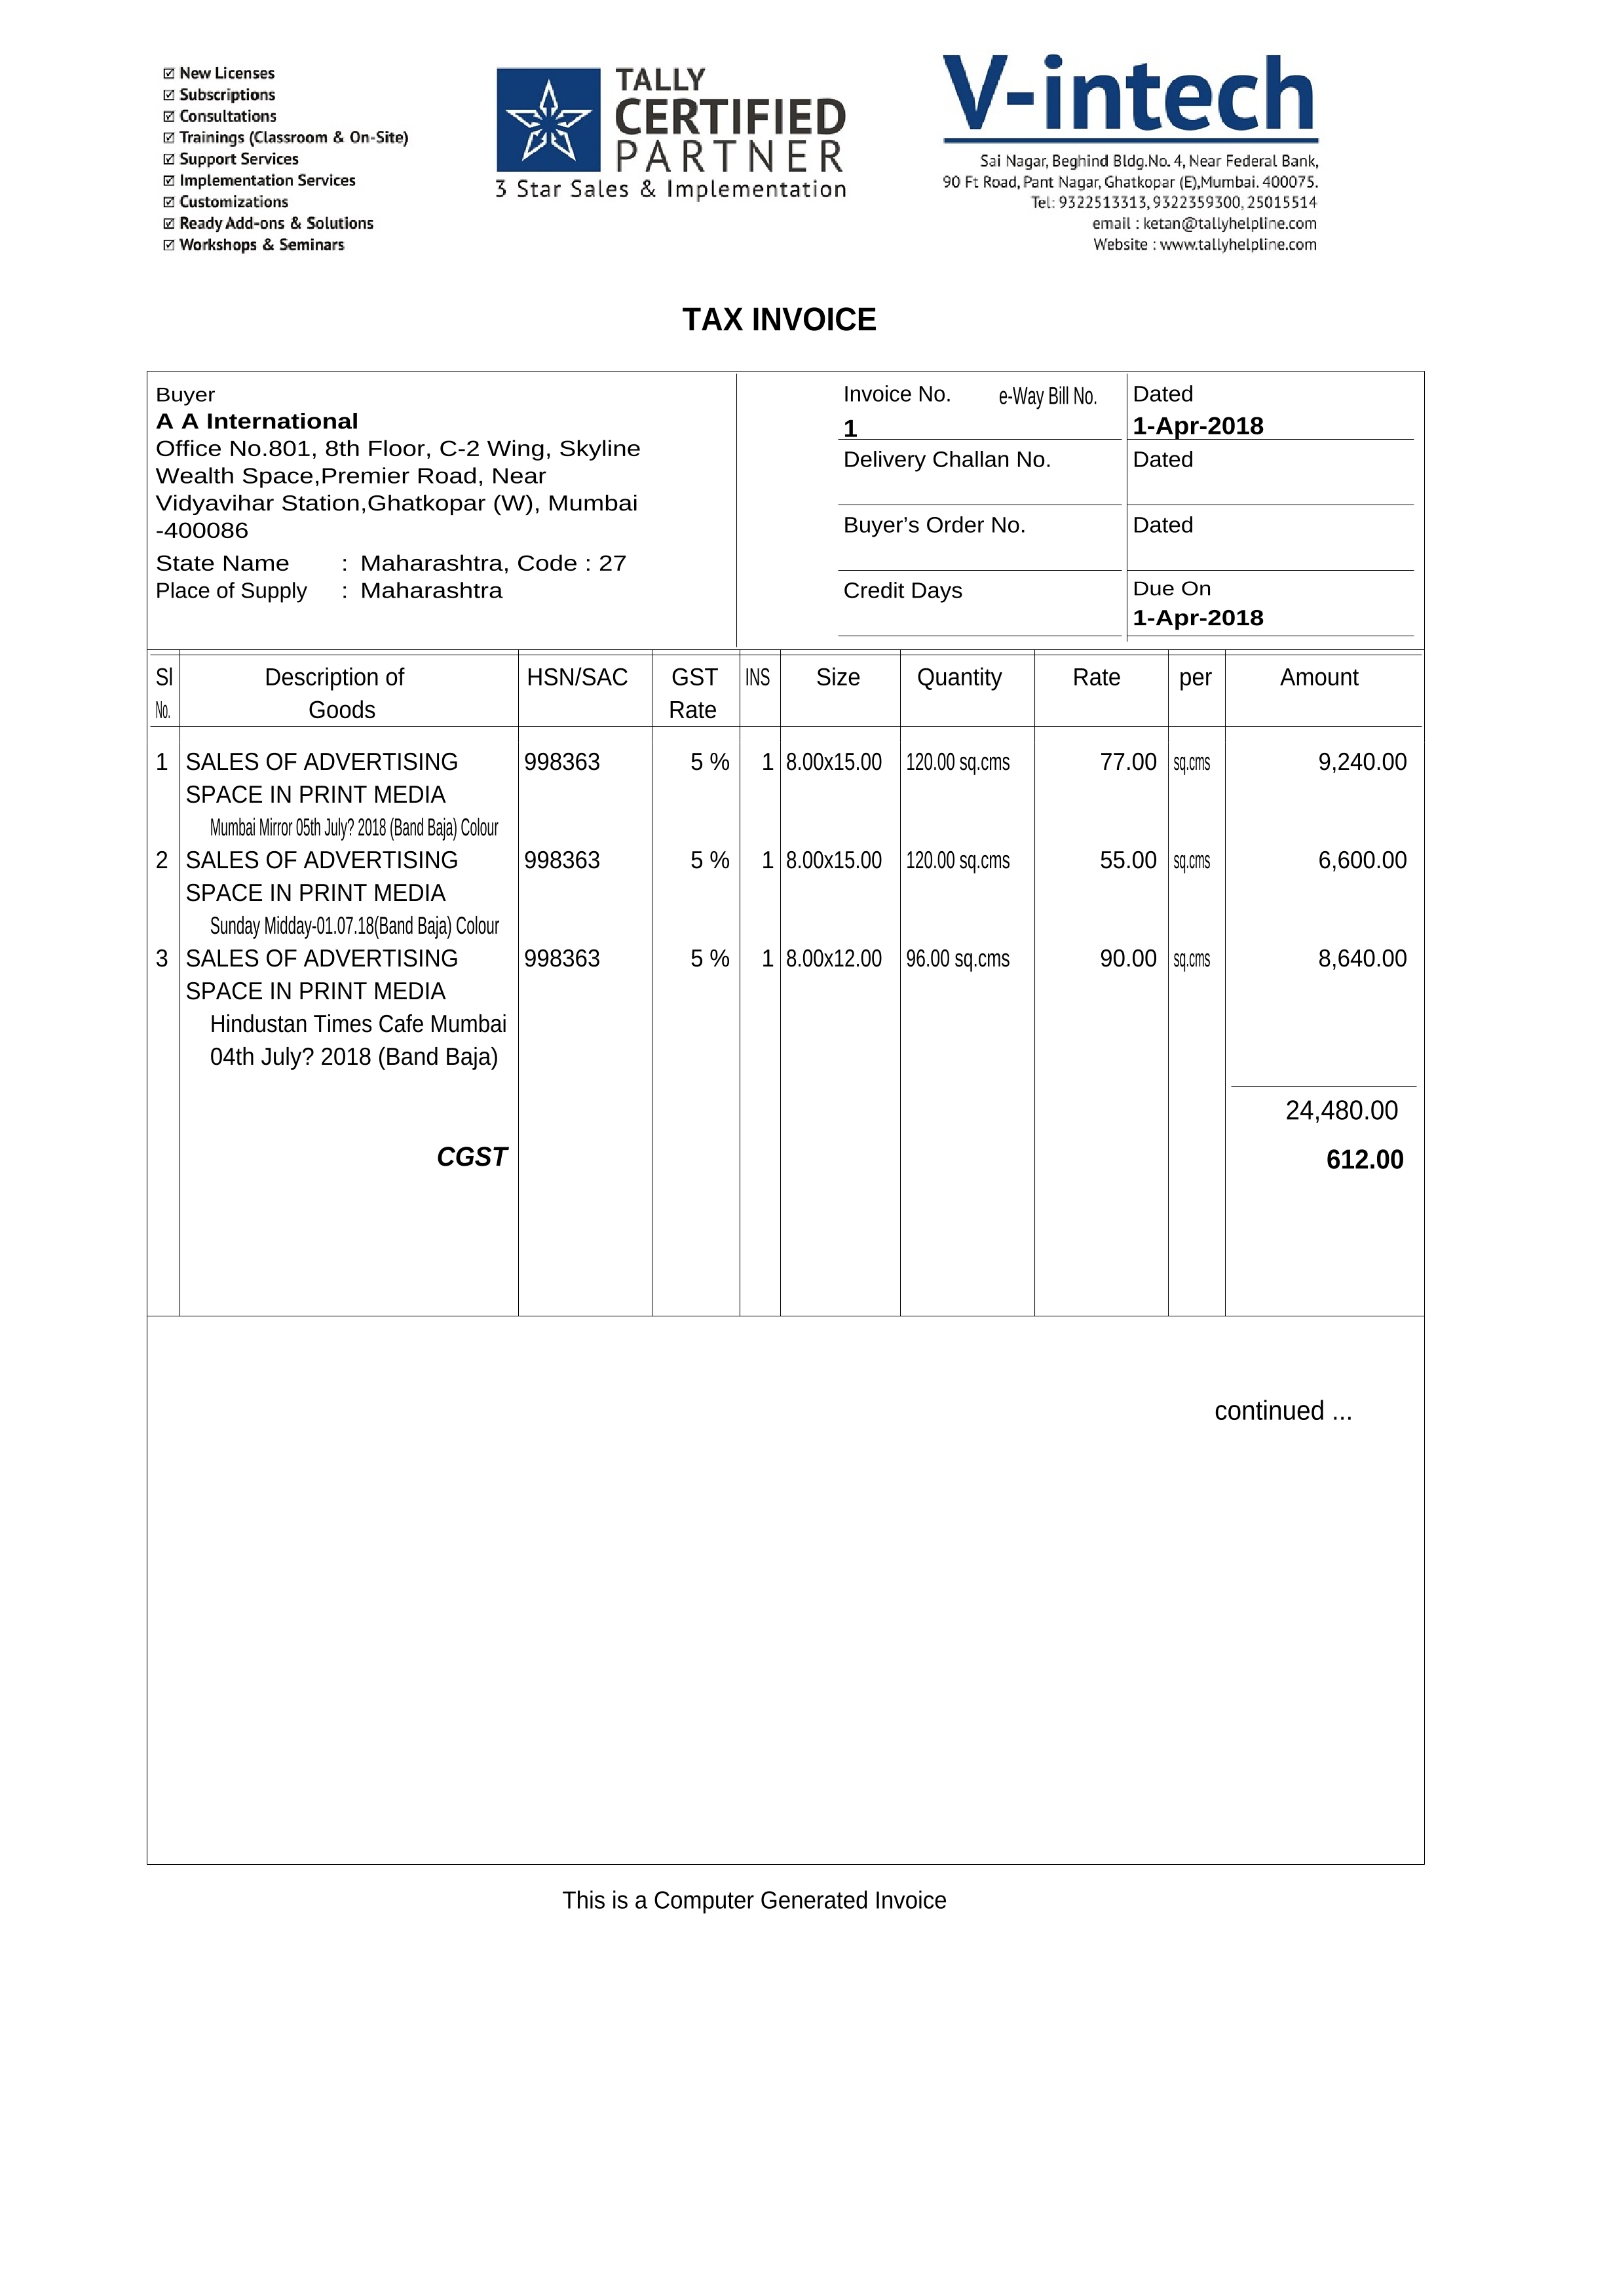 ☑ New Licenses
☑ Subscriptions
☑ Consultations
☑ Trainings (Classroom & On-Site)
☑ Support Services
☑ Implementation Services
☑ Customizations
☑ Ready Add-ons & Solutions
☑ Workshops & Seminars
TALLY
CERTIFIED
PARTNER
3 Star Sales & Implementation
V-intech
Sai Nagar, Beghind Bldg.No. 4, Near Federal Bank,
90 Ft Road, Pant Nagar, Ghatkopar (E),Mumbai. 400075.
Tel: 9322513313, 9322359300, 25015514
email : ketan@tallyhelpline.com
Website : www.tallyhelpline.com
TAX INVOICE
Buyer
A A International
Office No.801, 8th Floor, C-2 Wing, Skyline
Wealth Space,Premier Road, Near
Vidyavihar Station,Ghatkopar (W), Mumbai
-400086
State Name : Maharashtra, Code : 27
Place of Supply : Maharashtra
Invoice No. e-Way Bill No. Dated
1 1-Apr-2018
Delivery Challan No. Dated
Buyer’s Order No. Dated
Credit Days Due On
1-Apr-2018
Sl Description of HSN/SAC GST INS Size Quantity Rate per Amount
No. Goods Rate
1 SALES OF ADVERTISING 998363 5 % 1 8.00x15.00 120.00 sq.cms 77.00 sq.cms 9,240.00
SPACE IN PRINT MEDIA
Mumbai Mirror 05th July? 2018 (Band Baja) Colour
2 SALES OF ADVERTISING 998363 5 % 1 8.00x15.00 120.00 sq.cms 55.00 sq.cms 6,600.00
SPACE IN PRINT MEDIA
Sunday Midday-01.07.18(Band Baja) Colour
3 SALES OF ADVERTISING 998363 5 % 1 8.00x12.00 96.00 sq.cms 90.00 sq.cms 8,640.00
SPACE IN PRINT MEDIA
Hindustan Times Cafe Mumbai
04th July? 2018 (Band Baja)
24,480.00
CGST 612.00
continued ...
This is a Computer Generated Invoice